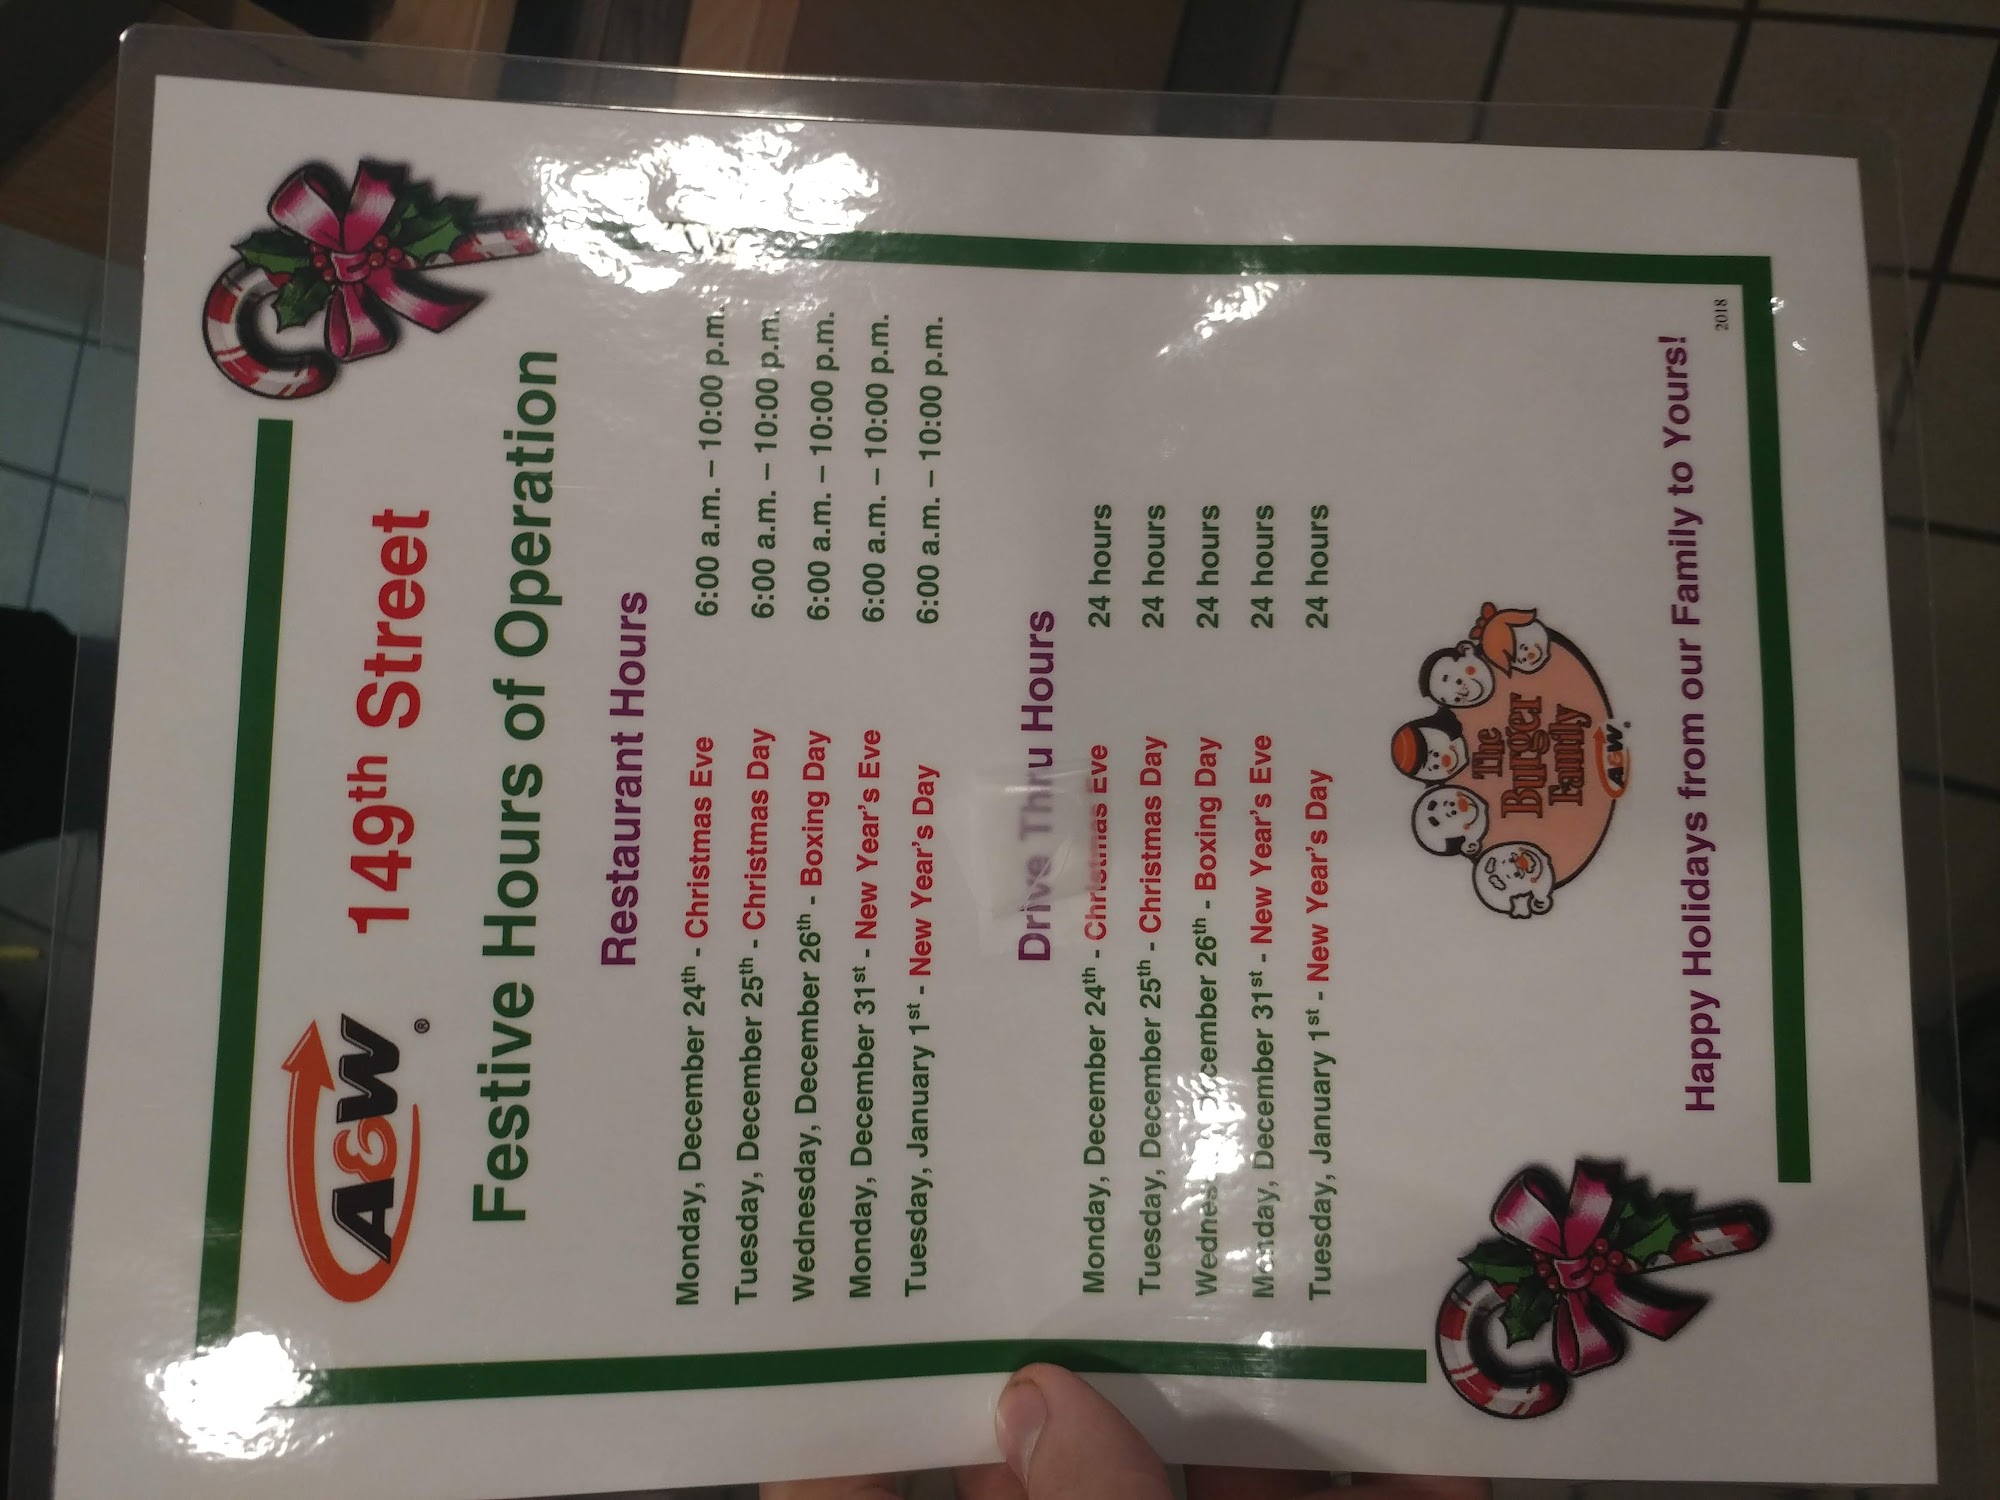 A&W® 149th Street
Festive Hours of Operation
Restaurant Hours
Monday, December 24th - Christmas Eve 6:00 a.m. – 10:00 p.m.
Tuesday, December 25th - Christmas Day 6:00 a.m. – 10:00 p.m.
Wednesday, December 26th - Boxing Day 6:00 a.m. – 10:00 p.m.
Monday, December 31st - New Year's Eve 6:00 a.m. – 10:00 p.m.
Tuesday, January 1st - New Year's Day 6:00 a.m. – 10:00 p.m.
Drive Thru Hours
Monday, December 24th - Christmas Eve 24 hours
Tuesday, December 25th - Christmas Day 24 hours
Wednesday, December 26th - Boxing Day 24 hours
Monday, December 31st - New Year's Eve 24 hours
Tuesday, January 1st - New Year's Day 24 hours
The
Burger
Family
A&W®
Happy Holidays from our Family to Yours!
2018